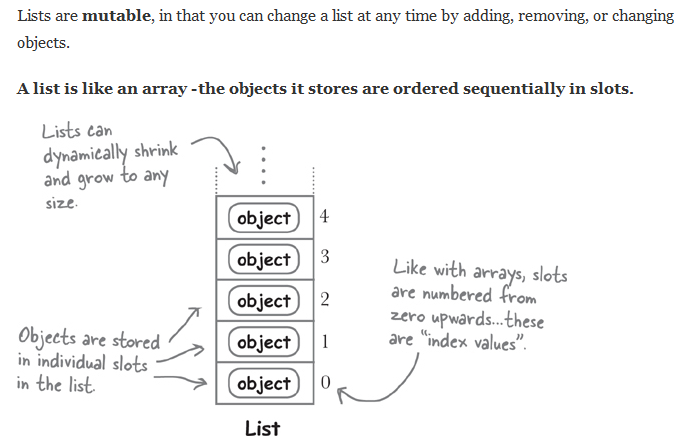 Lists are mutable, in that you can change a list at any time by adding, removing, or changing
objects.
A list is like an array -the objects it stores are ordered sequentially in slots.
Lists can
dynamically shrink
and grow to any
size.
object 4
object 3
object 2
object 1
object 0
Like with arrays, slots
are numbered from
zero upwards...these
are “index values”.
Objects are stored
in individual slots
in the list.
List